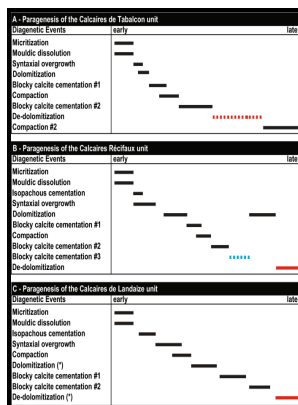 A - Paragenesis of the Calcaires de Tabalcon unit
Diagenetic Events early late
Micritization
Mouldic dissolution
Syntaxial overgrowth
Dolomitization
Blocky calcite cementation #1
Compaction
Blocky calcite cementation #2
De-dolomitization
Compaction #2
B - Paragenesis of the Calcaires Récifaux unit
Diagenetic Events early late
Micritization
Mouldic dissolution
Isopachous cementation
Syntaxial overgrowth
Dolomitization
Blocky calcite cementation #1
Compaction
Blocky calcite cementation #2
Blocky calcite cementation #3
De-dolomitization
C - Paragenesis of the Calcaires de Landaize unit
Diagenetic Events early late
Micritization
Mouldic dissolution
Isopachous cementation
Syntaxial overgrowth
Compaction
Dolomitization (*)
Blocky calcite cementation #1
Blocky calcite cementation #2
De-dolomitization (*)